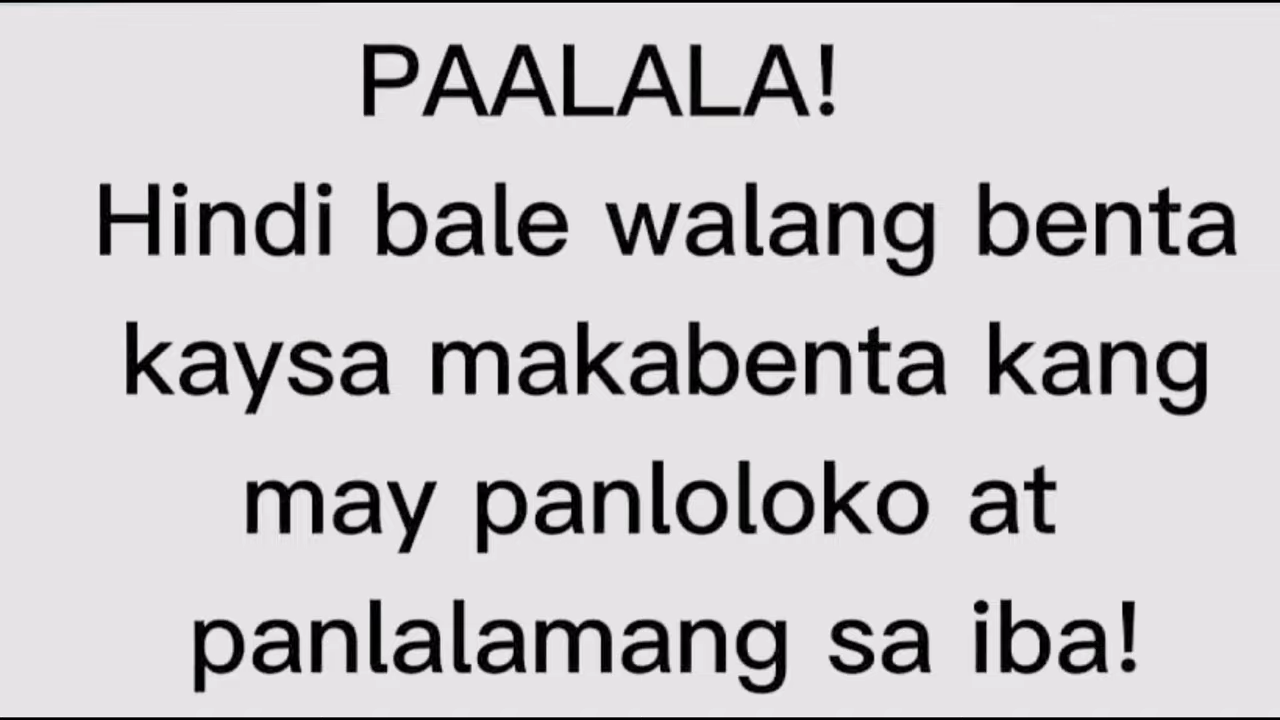 PAALALA!
Hindi bale walang benta
kaysa makabenta kang
may panloloko at
panlalamang sa iba!